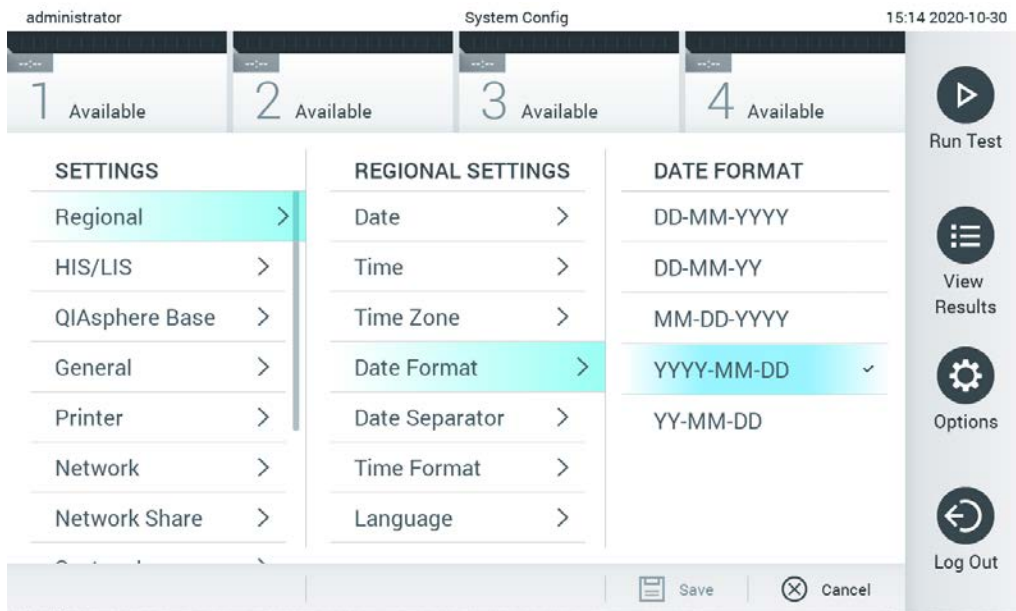 administrator
System Config
15:14 2020-10-30
--:--
1 Available
--:--
2 Available
--:--
3 Available
--:--
4 Available
SETTINGS
Regional
HIS/LIS
QIAsphere Base
General
Printer
Network
Network Share
REGIONAL SETTINGS
Date
Time
Time Zone
Date Format
Date Separator
Time Format
Language
DATE FORMAT
DD-MM-YYYY
DD-MM-YY
MM-DD-YYYY
YYYY-MM-DD
YY-MM-DD
Run Test
View
Results
Options
Log Out
Save
Cancel